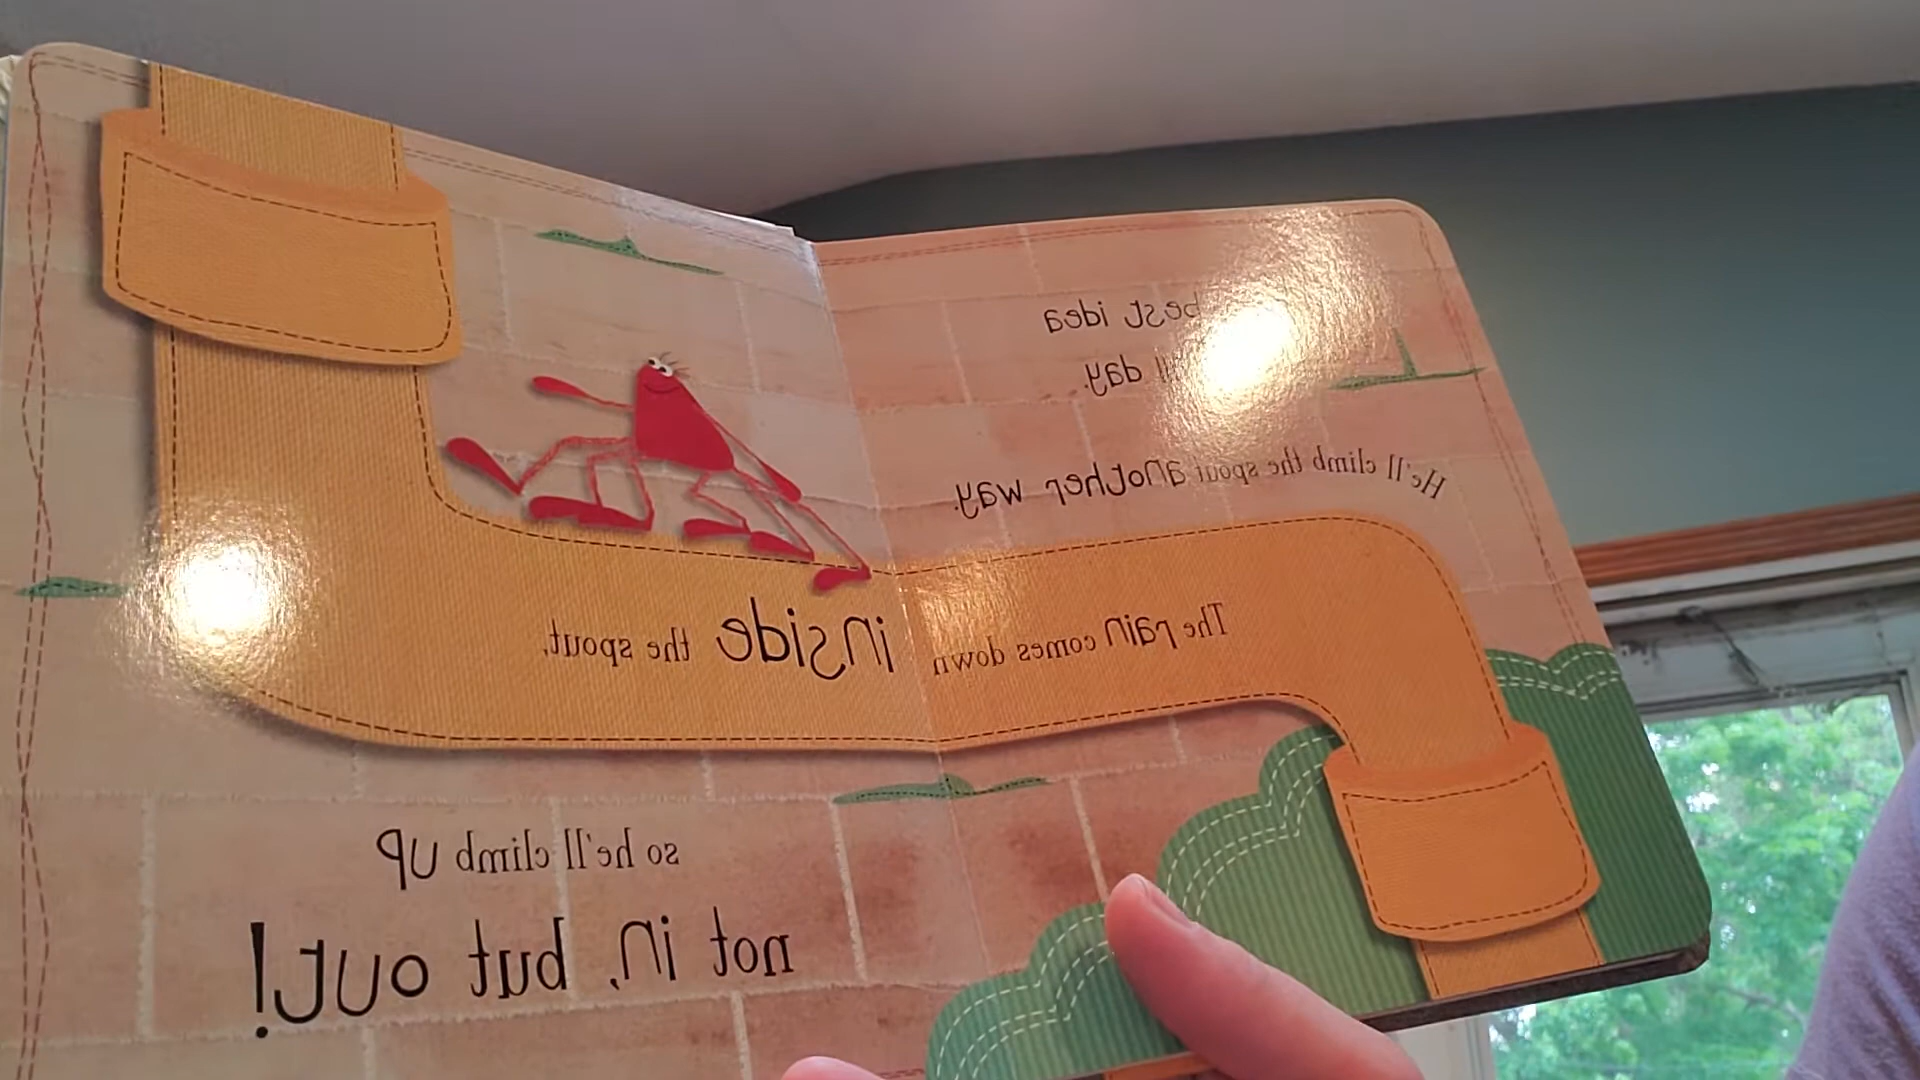 best idea
day.
He'll climb the spout another way.
The rain comes down inside the spout,
so he'll climb up
not in, but out!